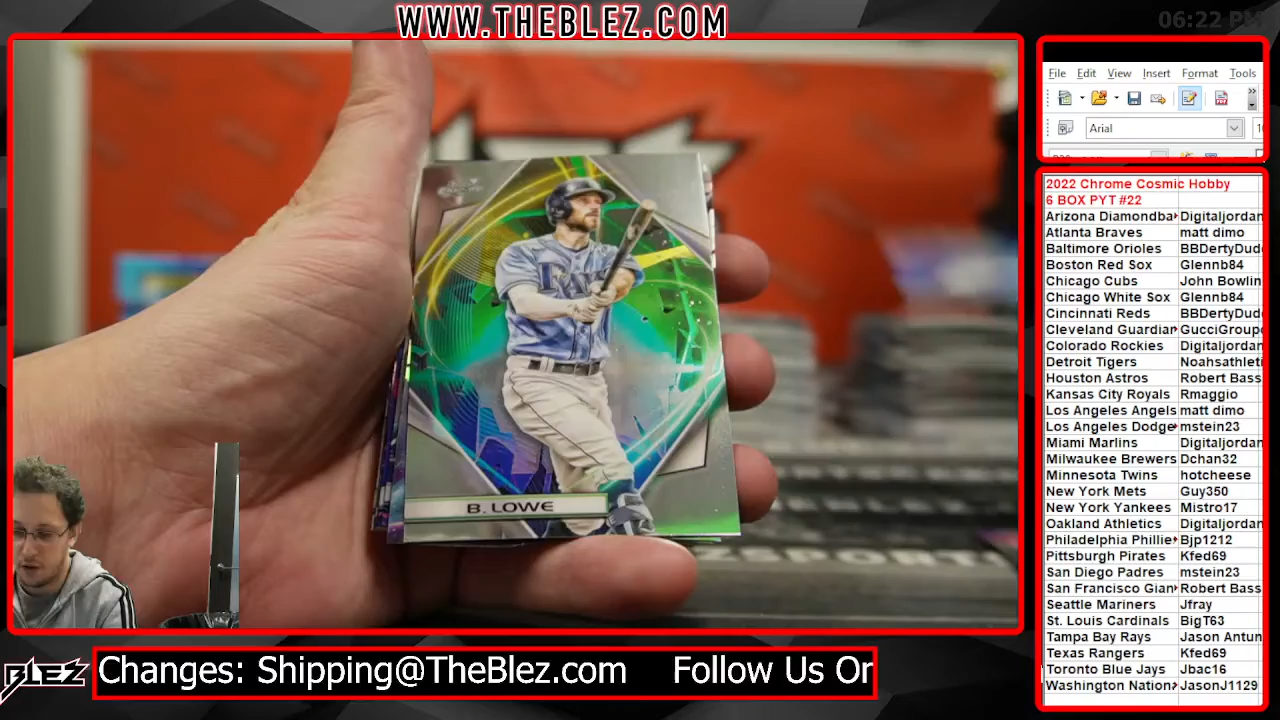 WWW.THEBLEZ.COM
06:22 PM
File Edit View Insert Format Tools
Arial
2022 Chrome Cosmic Hobby
6 BOX PYT #22
Arizona Diamondba Digitaljordan
Atlanta Braves matt dimo
Baltimore Orioles BBDertyDude
Boston Red Sox Glennb84
Chicago Cubs John Bowlin
Chicago White Sox Glennb84
Cincinnati Reds BBDertyDude
Cleveland Guardian GucciGroup
Colorado Rockies Digitaljordan
Detroit Tigers Noahsathleti
Houston Astros Robert Bass
Kansas City Royals Rmaggio
Los Angeles Angels matt dimo
Los Angeles Dodge mstein23
Miami Marlins Digitaljordan
Milwaukee Brewers Dchan32
Minnesota Twins hotcheese
New York Mets Guy350
New York Yankees Mistro17
Oakland Athletics Digitaljordan
Philadelphia Phillie Bjp1212
Pittsburgh Pirates Kfed69
San Diego Padres mstein23
San Francisco Gian Robert Bass
Seattle Mariners Jfray
St. Louis Cardinals BigT63
Tampa Bay Rays Jason Antun
Texas Rangers Kfed69
Toronto Blue Jays Jbac16
Washington Nation JasonJ1129
B. LOWE
BLEZ
Changes: Shipping@TheBlez.com Follow Us On